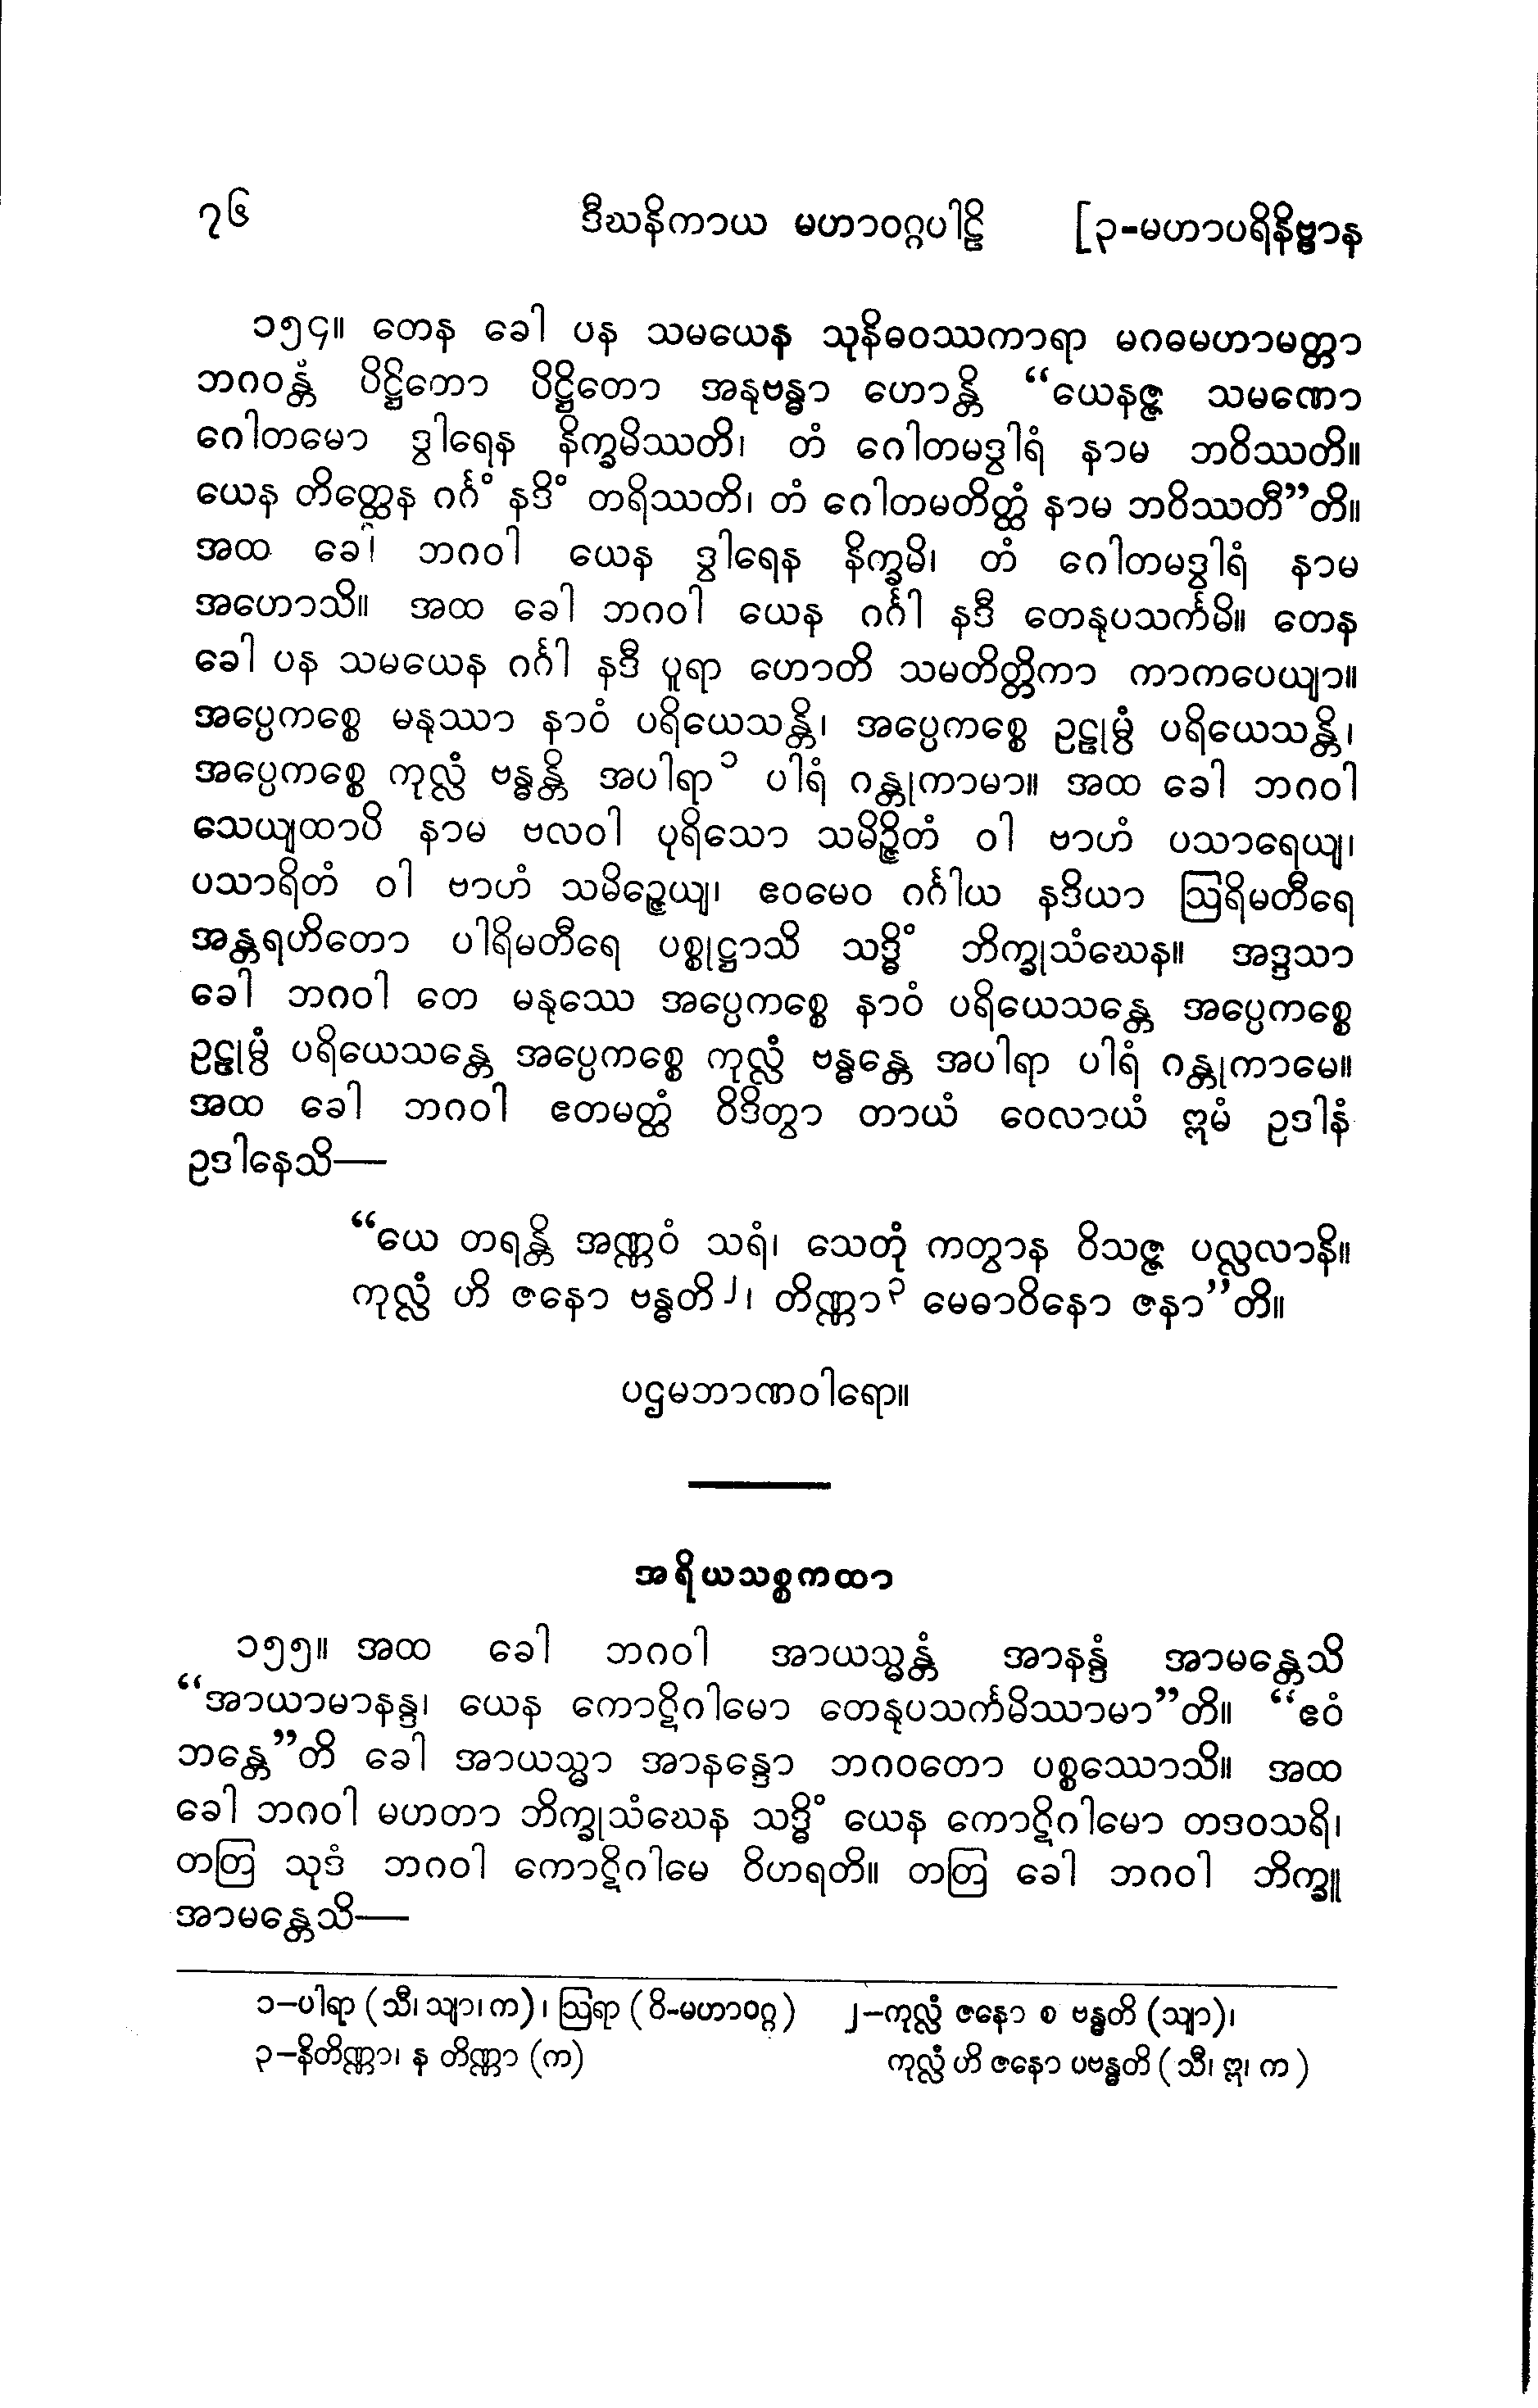 ၇၆ ဒီဃနိကာယ မဟာဝဂ္ဂပါဠိ [၃-မဟာပရိနိဗ္ဗာန
၁၅၄။ တေန ခေါ ပန သမယေန သုနိဓဝဿကာရာ မဂဓမဟာမတ္တာ
ဘဂဝန္တံ ပိဋ္ဌိတော ပိဋ္ဌိတော အနုဗန္ဓာ ဟောန္တိ “ယေနဇ္ဇ သမဏော
ဂေါတမော ဒွါရေန နိက္ခမိဿတိ၊ တံ ဂေါတမဒွါရံ နာမ ဘဝိဿတိ။
ယေန တိတ္ထေန ဂင်္ဂံ နဒိံ တရိဿတိ၊ တံ ဂေါတမတိတ္ထံ နာမ ဘဝိဿတီ”တိ။
အထ ခေါ ဘဂဝါ ယေန ဒွါရေန နိက္ခမိ၊ တံ ဂေါတမဒွါရံ နာမ
အဟောသိ။ အထ ခေါ ဘဂဝါ ယေန ဂင်္ဂါ နဒီ တေနုပသင်္ကမိ။ တေန
ခေါ ပန သမယေန ဂင်္ဂါ နဒီ ပူရာ ဟောတိ သမတိတ္တိကာ ကာကပေယျာ။
အပ္ပေကစ္စေ မနုဿာ နာဝံ ပရိယေသန္တိ၊ အပ္ပေကစ္စေ ဥဠုမ္ပံ ပရိယေသန္တိ၊
အပ္ပေကစ္စေ ကုလ္လံ ဗန္ဓန္တိ အပါရာ၁ ပါရံ ဂန္တုကာမာ။ အထ ခေါ ဘဂဝါ
သေယျထာပိ နာမ ဗလဝါ ပုရိသော သမိဉ္ဇိတံ ဝါ ဗာဟံ ပသာရေယျ၊
ပသာရိတံ ဝါ ဗာဟံ သမိဉ္ဇေယျ၊ ဧဝမေဝ ဂင်္ဂါယ နဒိယာ ဩရိမတီရေ
အန္တရဟိတော ပါရိမတီရေ ပစ္စုဋ္ဌာသိ သဒ္ဓိံ ဘိက္ခုသံဃေန။ အဒ္ဒသာ
ခေါ ဘဂဝါ တေ မနုဿေ အပ္ပေကစ္စေ နာဝံ ပရိယေသန္တေ အပ္ပေကစ္စေ
ဥဠုမ္ပံ ပရိယေသန္တေ အပ္ပေကစ္စေ ကုလ္လံ ဗန္ဓန္တေ အပါရာ ပါရံ ဂန္တုကာမေ။
အထ ခေါ ဘဂဝါ ဧတမတ္ထံ ဝိဒိတွာ တာယံ ဝေလာယံ ဣမံ ဥဒါနံ
ဥဒါနေသိ—
“ယေ တရန္တိ အဏ္ဏဝံ သရံ၊ သေတုံ ကတွာန ဝိသဇ္ဇ ပလ္လလာနိ။
ကုလ္လံ ဟိ ဇနော ဗန္ဓတိ၂၊ တိဏ္ဏာ၃ မေဓာဝိနော ဇနာ”တိ။
ပဌမဘာဏဝါရော။
အရိယသစ္စကထာ
၁၅၅။ အထ ခေါ ဘဂဝါ အာယသ္မန္တံ အာနန္ဒံ အာမန္တေသိ
“အာယာမာနန္ဒ၊ ယေန ကောဋိဂါမော တေနုပသင်္ကမိဿာမာ”တိ။ “ဧဝံ
ဘန္တေ”တိ ခေါ အာယသ္မာ အာနန္ဒော ဘဂဝတော ပစ္စဿောသိ။ အထ
ခေါ ဘဂဝါ မဟတာ ဘိက္ခုသံဃေန သဒ္ဓိံ ယေန ကောဋိဂါမော တဒဝသရိ၊
တတြ သုဒံ ဘဂဝါ ကောဋိဂါမေ ဝိဟရတိ။ တတြ ခေါ ဘဂဝါ ဘိက္ခူ
အာမန္တေသိ—
၁—ပါရာ (သီ၊ သျာ၊ က)၊ ဩရာ (ဝိ-မဟာဝဂ္ဂ) ၂—ကုလ္လံ ဇနော စ ဗန္ဓတိ (သျာ)၊
၃—နိတိဏ္ဏာ၊ န တိဏ္ဏာ (က) ကုလ္လံ ဟိ ဇနော ပဗန္ဓတိ (သီ၊ ဣ၊ က)